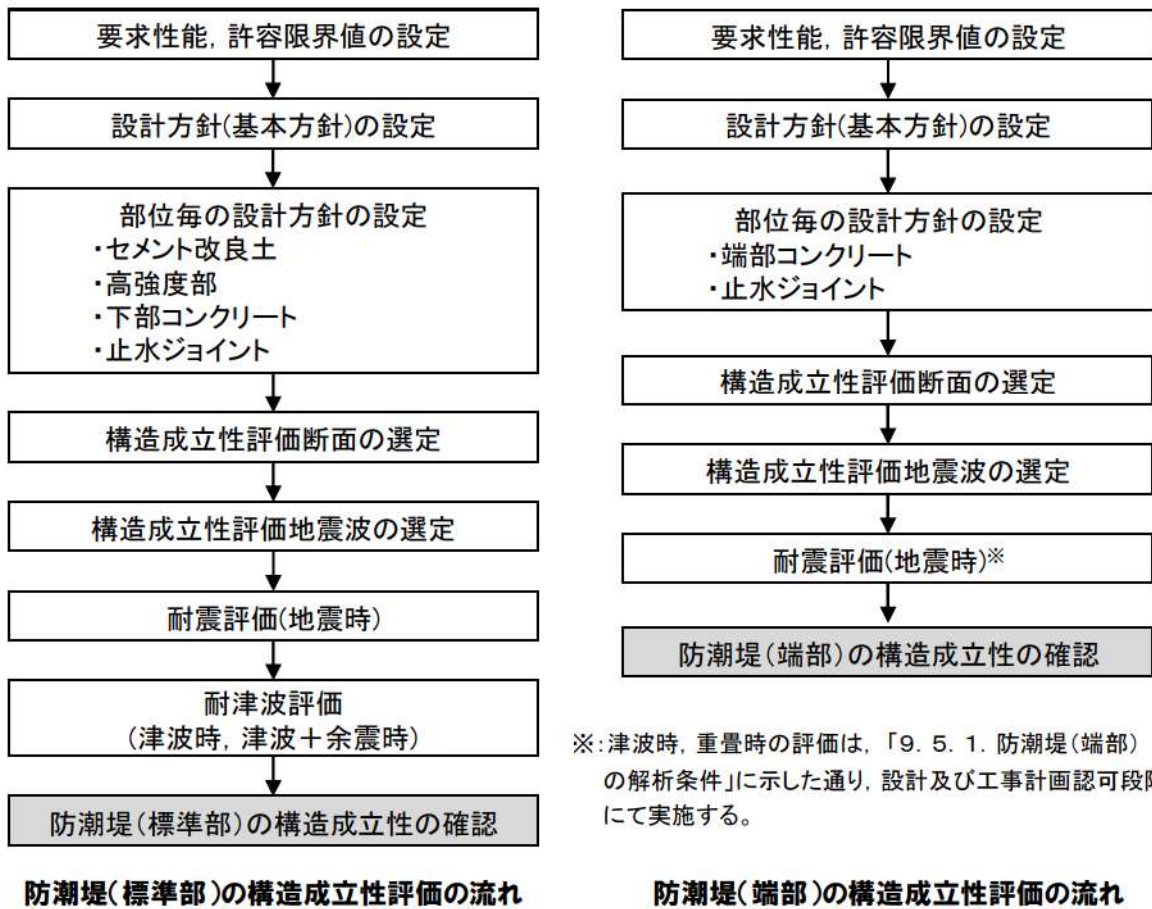 要求性能，許容限界値の設定
設計方針(基本方針)の設定
部位毎の設計方針の設定
・セメント改良土
・高強度部
・下部コンクリート
・止水ジョイント
構造成立性評価断面の選定
構造成立性評価地震波の選定
耐震評価(地震時)
耐津波評価
(津波時，津波＋余震時)
防潮堤(標準部)の構造成立性の確認
防潮堤(標準部)の構造成立性評価の流れ
要求性能，許容限界値の設定
設計方針(基本方針)の設定
部位毎の設計方針の設定
・端部コンクリート
・止水ジョイント
構造成立性評価断面の選定
構造成立性評価地震波の選定
耐震評価(地震時)※
防潮堤(端部)の構造成立性の確認
※：津波時，重畳時の評価は，「9．5．1．防潮堤(端部)
の解析条件」に示した通り，設計及び工事計画認可段
にて実施する。
防潮堤(端部)の構造成立性評価の流れ